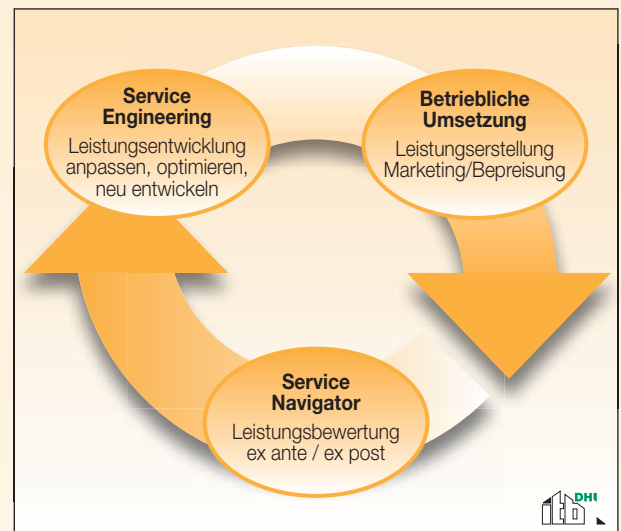 Service
Engineering
Leistungsentwicklung
anpassen, optimieren,
neu entwickeln
Betriebliche
Umsetzung
Leistungserstellung
Marketing/Bepreisung
Service
Navigator
Leistungsbewertung
ex ante / ex post
itb DHI